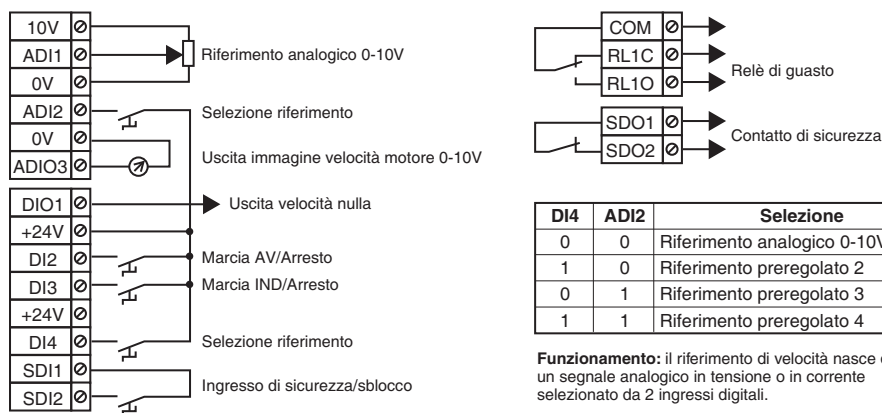 10V
ADI1 Riferimento analogico 0-10V
0V
ADI2 Selezione riferimento
0V
Uscita immagine velocità motore 0-10V
ADIO3
DIO1 Uscita velocità nulla
+24V
DI2 Marcia AV/Arresto
DI3 Marcia IND/Arresto
+24V
DI4 Selezione riferimento
SDI1
Ingresso di sicurezza/sblocco
SDI2
COM
RL1C
Relè di guasto
RL1O
SDO1
Contatto di sicurezza
SDO2
DI4 ADI2 Selezione
0 0 Riferimento analogico 0-10V
1 0 Riferimento preregolato 2
0 1 Riferimento preregolato 3
1 1 Riferimento preregolato 4
Funzionamento: il riferimento di velocità nasce
un segnale analogico in tensione o in corrente
selezionato da 2 ingressi digitali.